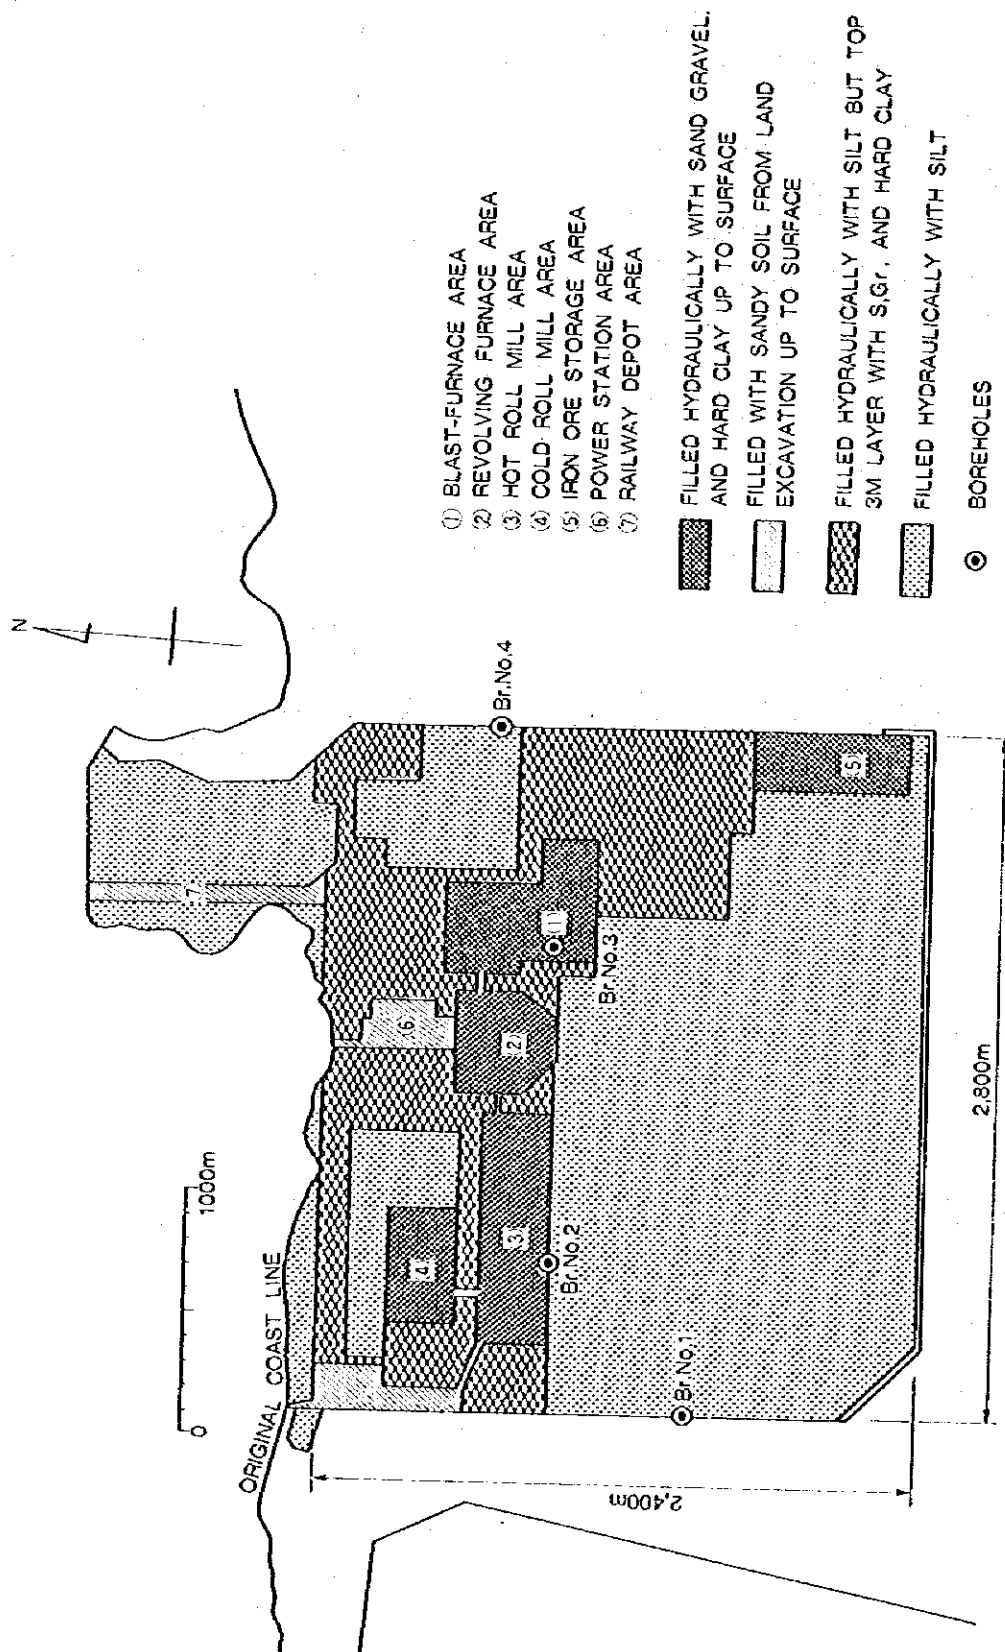 N
0
1000m
ORIGINAL COAST LINE
2,400m
2,800m
Br.No.1
Br.No.2
Br.No.3
Br.No.4
(1)
(2)
(3)
(4)
(5)
(6)
7
① BLAST-FURNACE AREA
② REVOLVING FURNACE AREA
③ HOT ROLL MILL AREA
④ COLD ROLL MILL AREA
⑤ IRON ORE STORAGE AREA
⑥ POWER STATION AREA
⑦ RAILWAY DEPOT AREA
FILLED HYDRAULICALLY WITH SAND GRAVEL.
AND HARD CLAY UP TO SURFACE
FILLED WITH SANDY SOIL FROM LAND
EXCAVATION UP TO SURFACE
FILLED HYDRAULICALLY WITH SILT BUT TOP
3M LAYER WITH S,Gr, AND HARD CLAY
FILLED HYDRAULICALLY WITH SILT
BOREHOLES